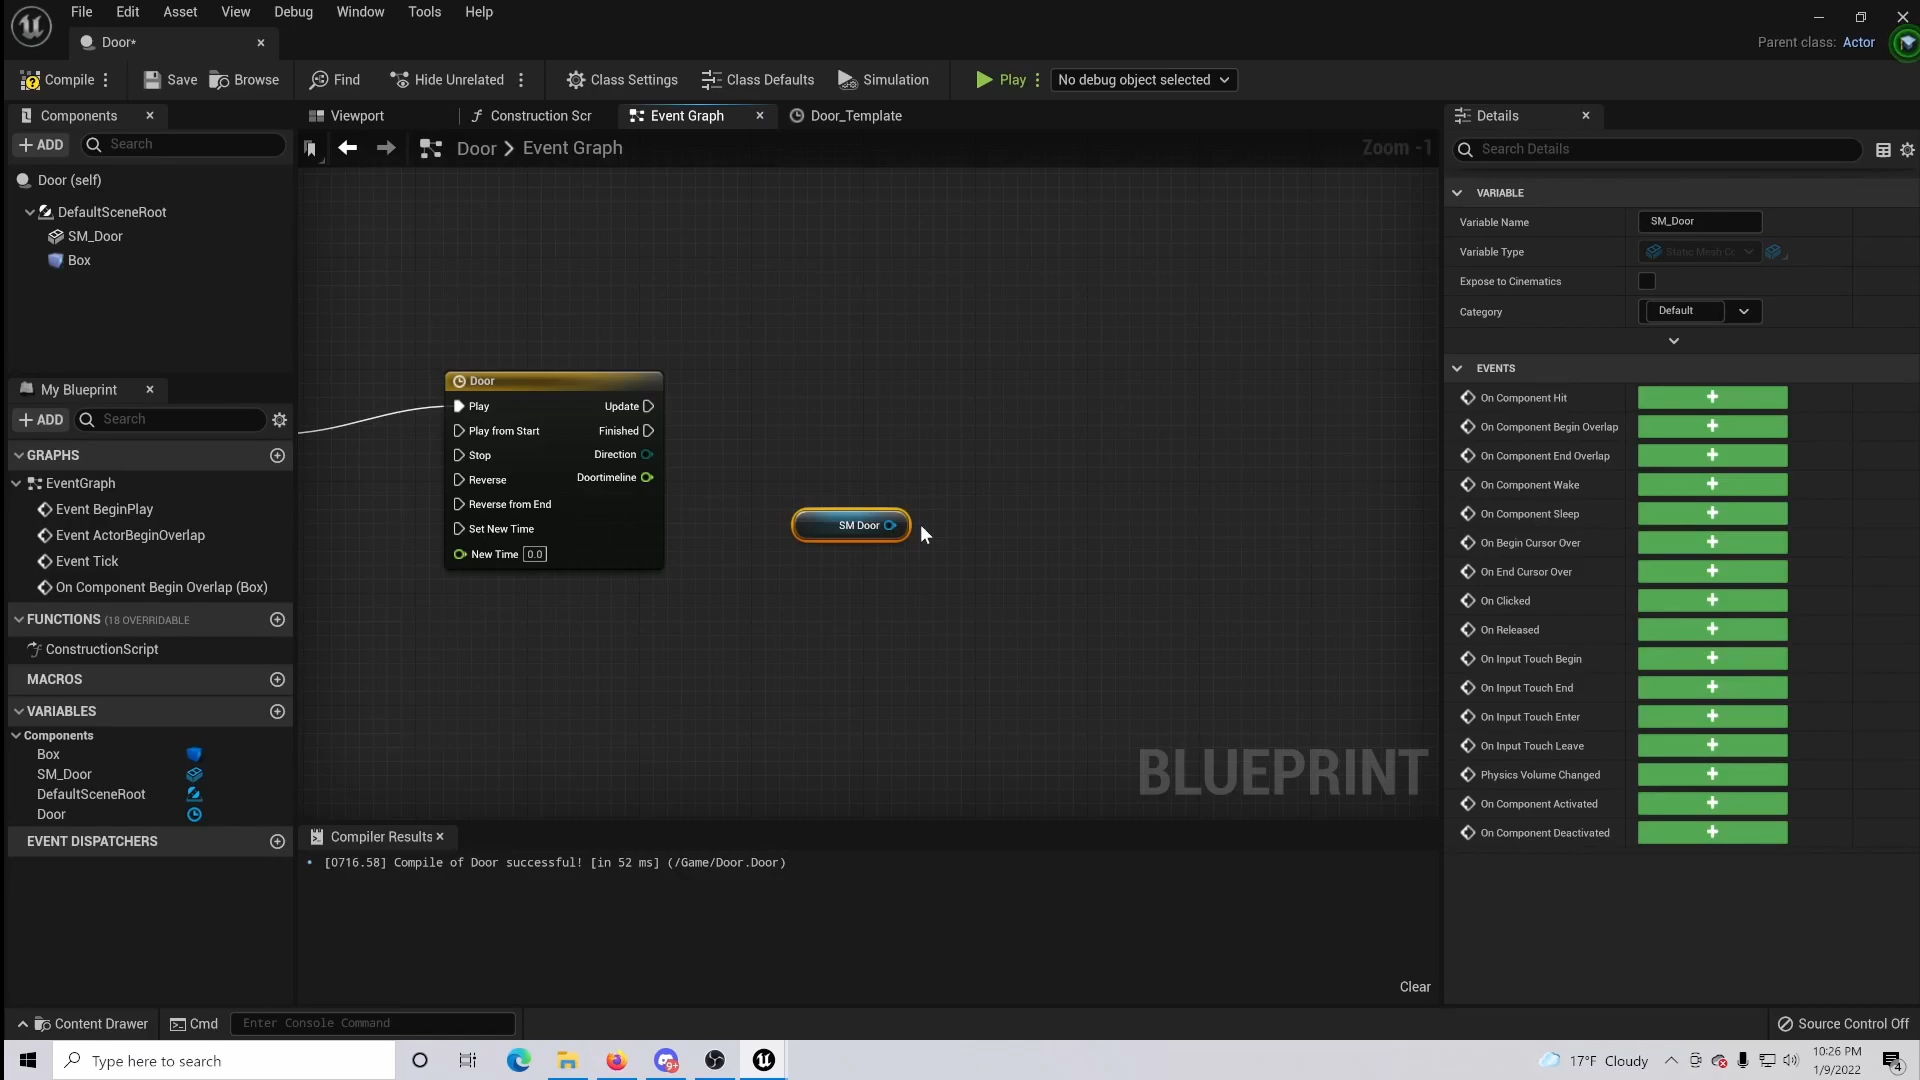 File Edit Asset View Debug Window Tools Help
Door*
Parent class: Actor
Compile Save Browse Find Hide Unrelated Class Settings Class Defaults Simulation Play No debug object selected
Components
Viewport Construction Scr Event Graph Door_Template
Details
ADD Search
Door > Event Graph
Zoom -1
Search Details
Door (self)
DefaultSceneRoot
SM_Door
Box
VARIABLE
Variable Name SM_Door
Variable Type Static Mesh Cc
Expose to Cinematics
Category Default
EVENTS
On Component Hit
On Component Begin Overlap
On Component End Overlap
On Component Wake
On Component Sleep
On Begin Cursor Over
On End Cursor Over
On Clicked
On Released
On Input Touch Begin
On Input Touch End
On Input Touch Enter
On Input Touch Leave
Physics Volume Changed
On Component Activated
On Component Deactivated
Door
Play Update
Play from Start Finished
Stop Direction
Reverse Doortimeline
Reverse from End
Set New Time
New Time 0.0
SM Door
BLUEPRINT
My Blueprint
ADD Search
GRAPHS
EventGraph
Event BeginPlay
Event ActorBeginOverlap
Event Tick
On Component Begin Overlap (Box)
FUNCTIONS (18 OVERRIDABLE
ConstructionScript
MACROS
VARIABLES
Components
Box
SM_Door
DefaultSceneRoot
Door
EVENT DISPATCHERS
Compiler Results
[0716.58] Compile of Door successful! [in 52 ms] (/Game/Door.Door)
Clear
Content Drawer Cmd Enter Console Command
Source Control Off
Type here to search
9+
17°F Cloudy
10:26 PM
1/9/2022
4